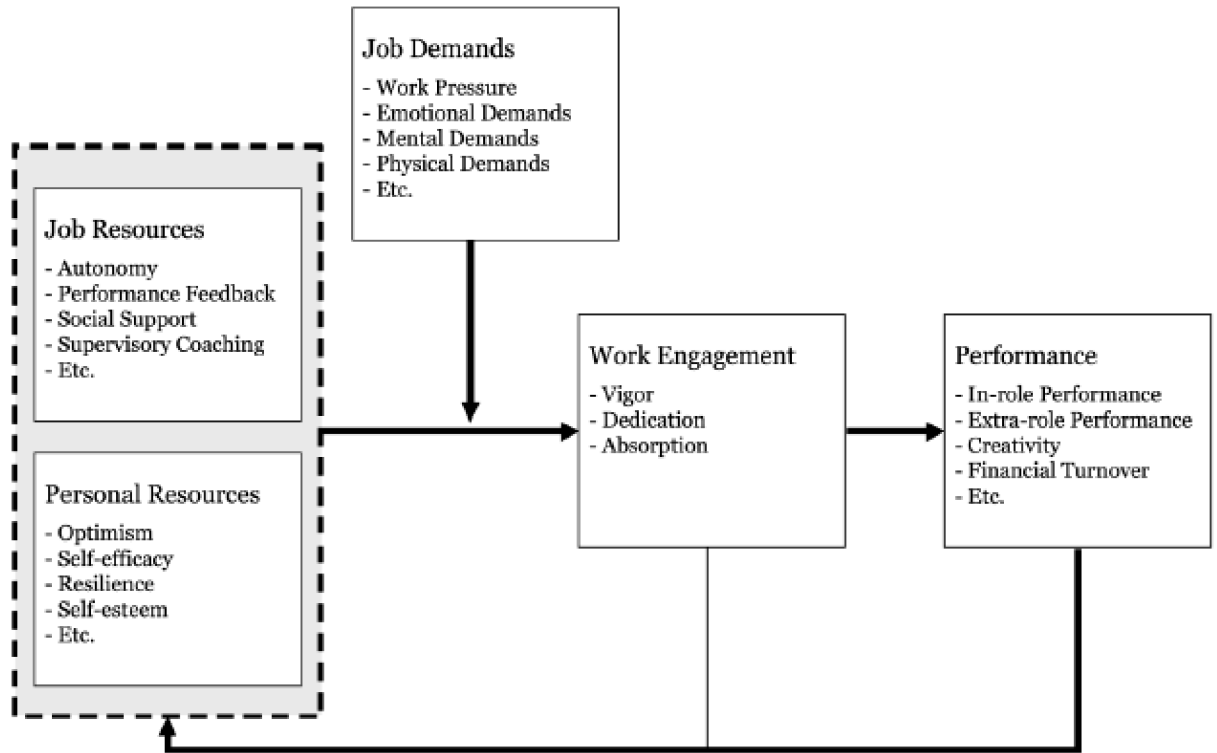 Job Demands
- Work Pressure
- Emotional Demands
- Mental Demands
- Physical Demands
- Etc.
Job Resources
- Autonomy
- Performance Feedback
- Social Support
- Supervisory Coaching
- Etc.
Personal Resources
- Optimism
- Self-efficacy
- Resilience
- Self-esteem
- Etc.
Work Engagement
- Vigor
- Dedication
- Absorption
Performance
- In-role Performance
- Extra-role Performance
- Creativity
- Financial Turnover
- Etc.